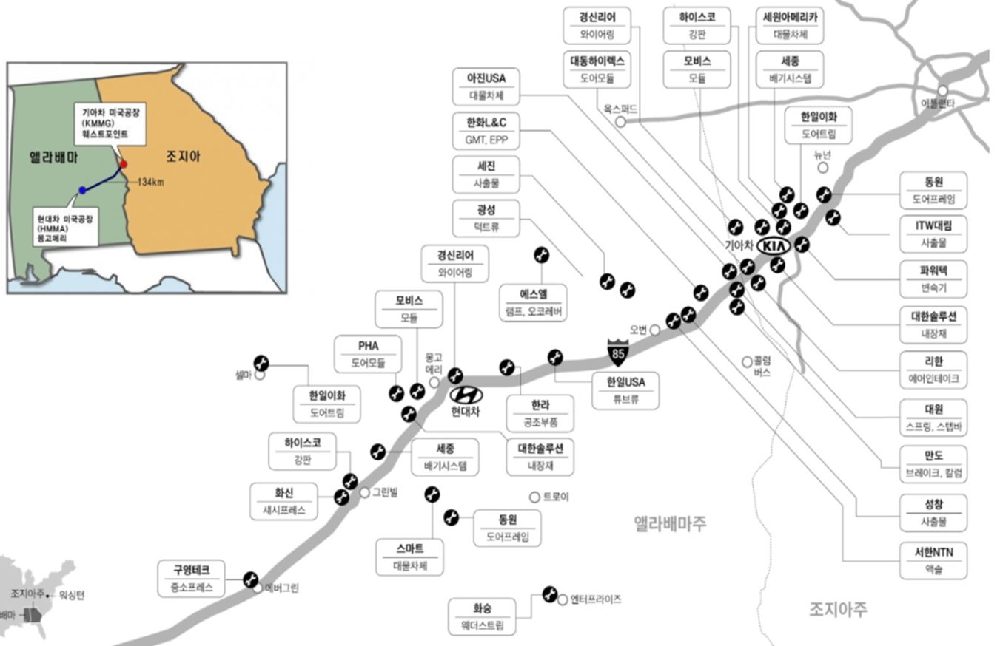 경신리어
와이어링
하이스코
강판
세원아메리카
대물차체
대동하이렉스
도어모듈
모비스
모듈
세종
배기시스템
아진USA
대물차체
한화L&C
GMT, EPP
세진
사출물
광성
덕트류
옥스퍼드
애틀랜타
한일이화
도어트림
뉴넌
기아차 미국공장
(KMMG)
웨스트포인트
앨라배마
조지아
134km
현대차 미국공장
(HMMA)
몽고메리
동원
도어프레임
ITW대림
사출물
기아차
KIA
파워텍
변속기
대한솔루션
내장재
리한
에어인테이크
대원
스프링, 스텝바
만도
브레이크, 칼럼
성창
사출물
서한NTN
액슬
경신리어
와이어링
에스엘
램프, 오코레버
모비스
모듈
오번
85
콜럼
버스
PHA
도어모듈
몽고
메리
셀마
한일이화
도어트림
현대차
한라
공조부품
한일USA
튜브류
하이스코
강판
세종
배기시스템
대한솔루션
내장재
화신
섀시프레스
그린빌
트로이
동원
도어프레임
스마트
대물차체
앨라배마주
구영테크
중소프레스
에버그린
화승
웨더스트립
엔터프라이즈
조지아주
조지아주
워싱턴
배마